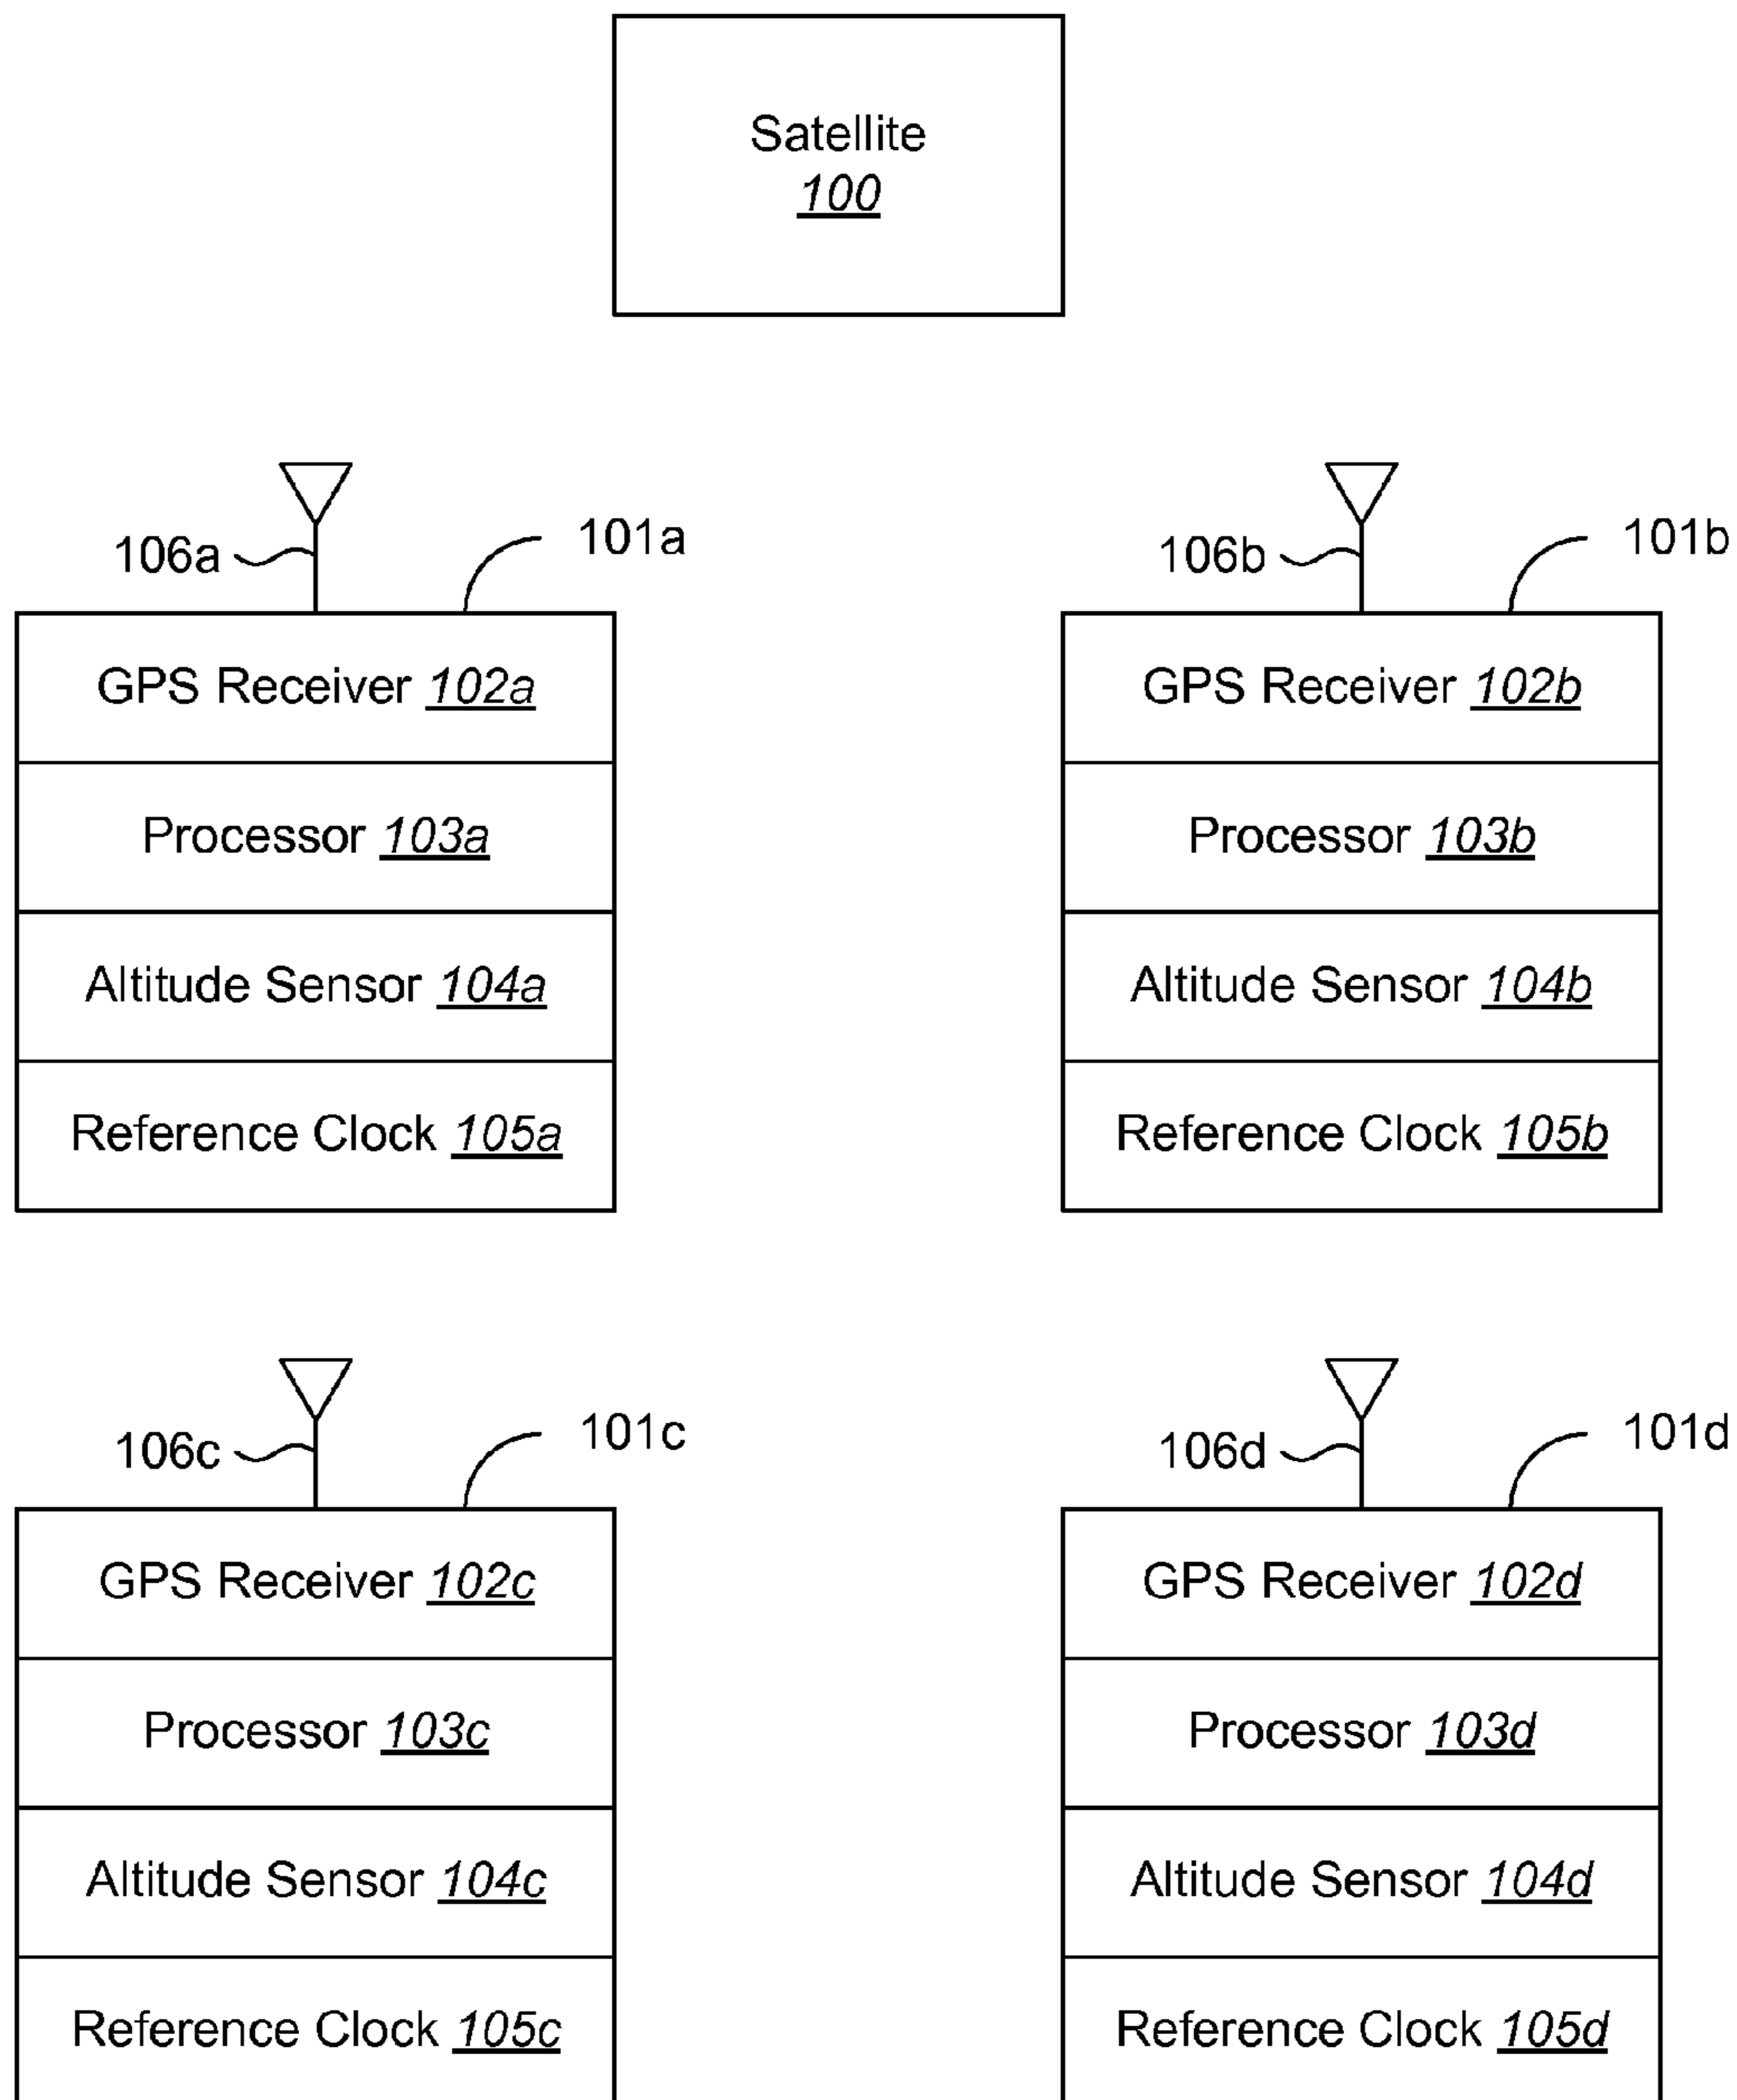 Satellite
100
106a
101a
GPS Receiver 102a
Processor 103a
Altitude Sensor 104a
Reference Clock 105a
106b
101b
GPS Receiver 102b
Processor 103b
Altitude Sensor 104b
Reference Clock 105b
106c
101c
GPS Receiver 102c
Processor 103c
Altitude Sensor 104c
Reference Clock 105c
106d
101d
GPS Receiver 102d
Processor 103d
Altitude Sensor 104d
Reference Clock 105d